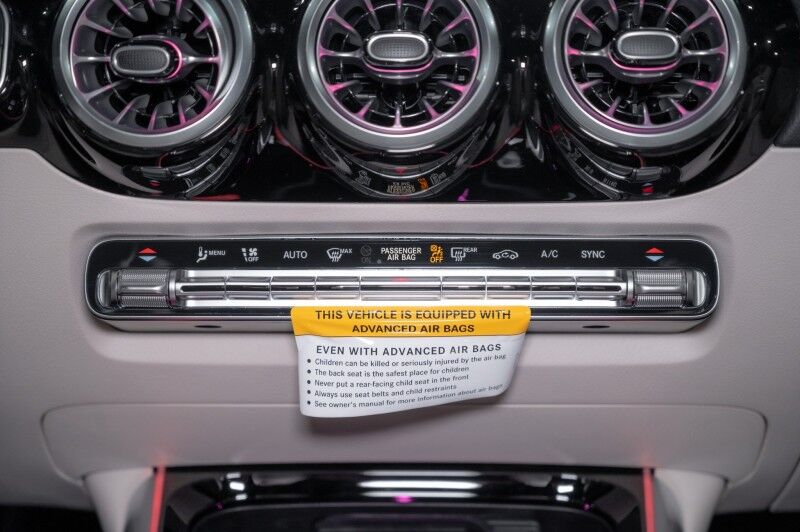 MENU OFF AUTO MAX ON PASSENGER AIR BAG OFF REAR A/C SYNC
THIS VEHICLE IS EQUIPPED WITH
ADVANCED AIR BAGS
EVEN WITH ADVANCED AIR BAGS
• Children can be killed or seriously injured by the air bag
• The back seat is the safest place for children
• Never put a rear-facing child seat in the front
• Always use seat belts and child restraints
• See owner's manual for more information about air bags